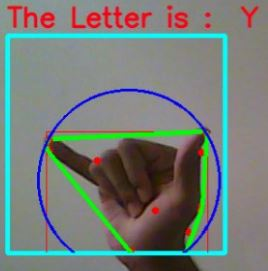 The Letter is : Y